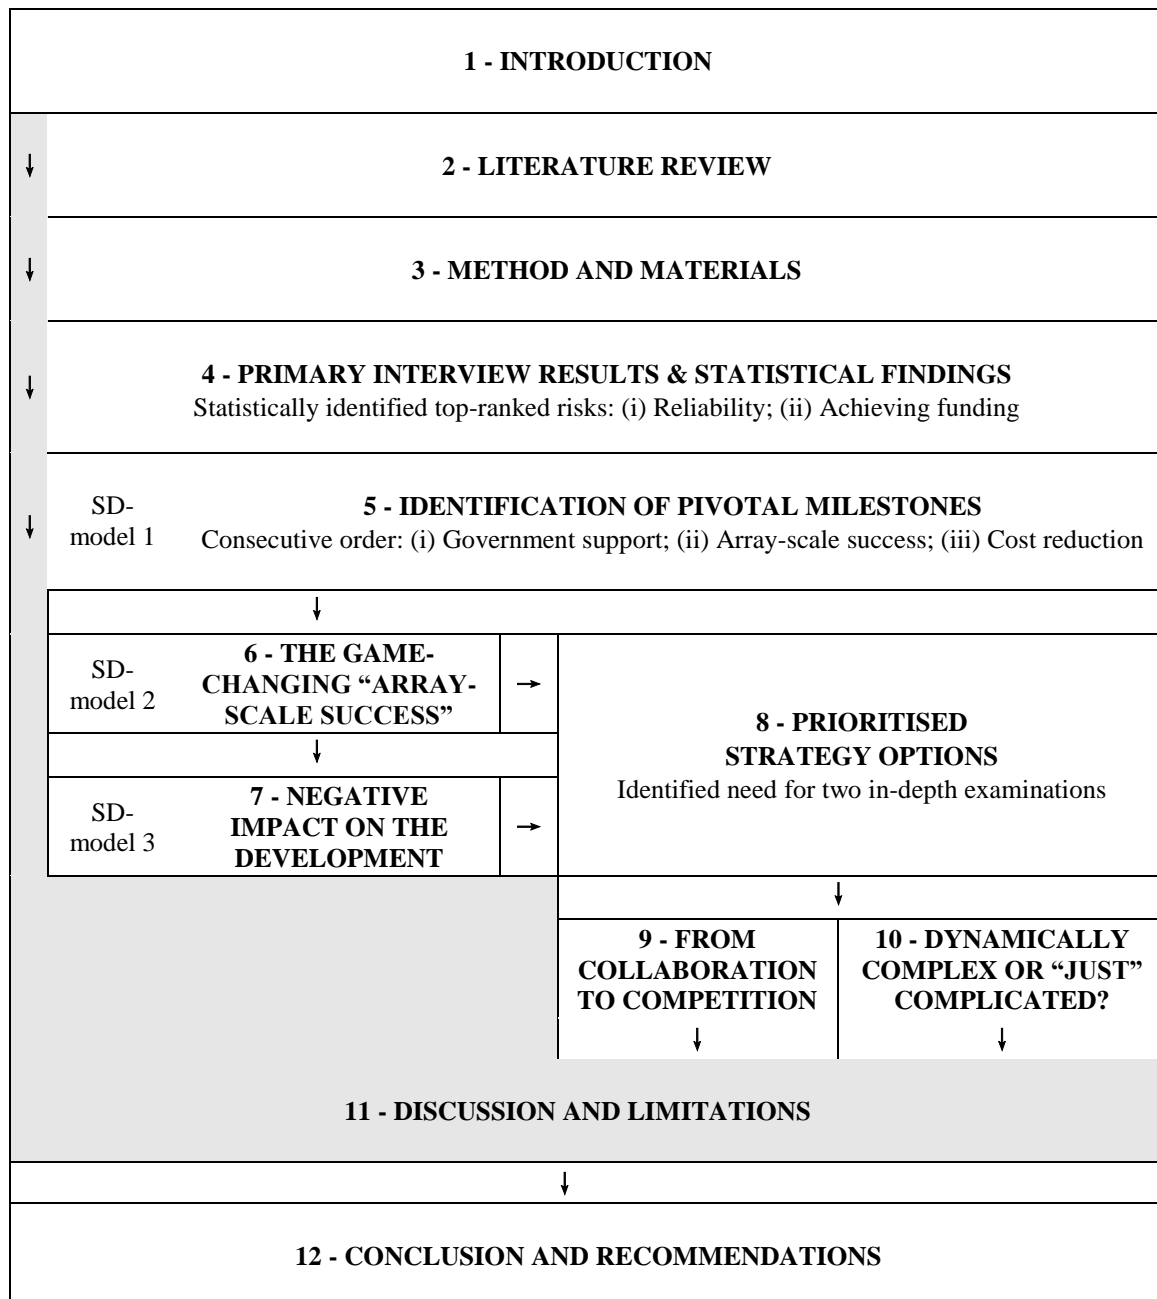 1 - INTRODUCTION
2 - LITERATURE REVIEW
3 - METHOD AND MATERIALS
4 - PRIMARY INTERVIEW RESULTS & STATISTICAL FINDINGS
Statistically identified top-ranked risks: (i) Reliability; (ii) Achieving funding
SD-
model 1
5 - IDENTIFICATION OF PIVOTAL MILESTONES
Consecutive order: (i) Government support; (ii) Array-scale success; (iii) Cost reduction
SD-
model 2
6 - THE GAME-
CHANGING “ARRAY-
SCALE SUCCESS”
SD-
model 3
7 - NEGATIVE
IMPACT ON THE
DEVELOPMENT
8 - PRIORITISED
STRATEGY OPTIONS
Identified need for two in-depth examinations
9 - FROM
COLLABORATION
TO COMPETITION
10 - DYNAMICALLY
COMPLEX OR “JUST”
COMPLICATED?
11 - DISCUSSION AND LIMITATIONS
12 - CONCLUSION AND RECOMMENDATIONS